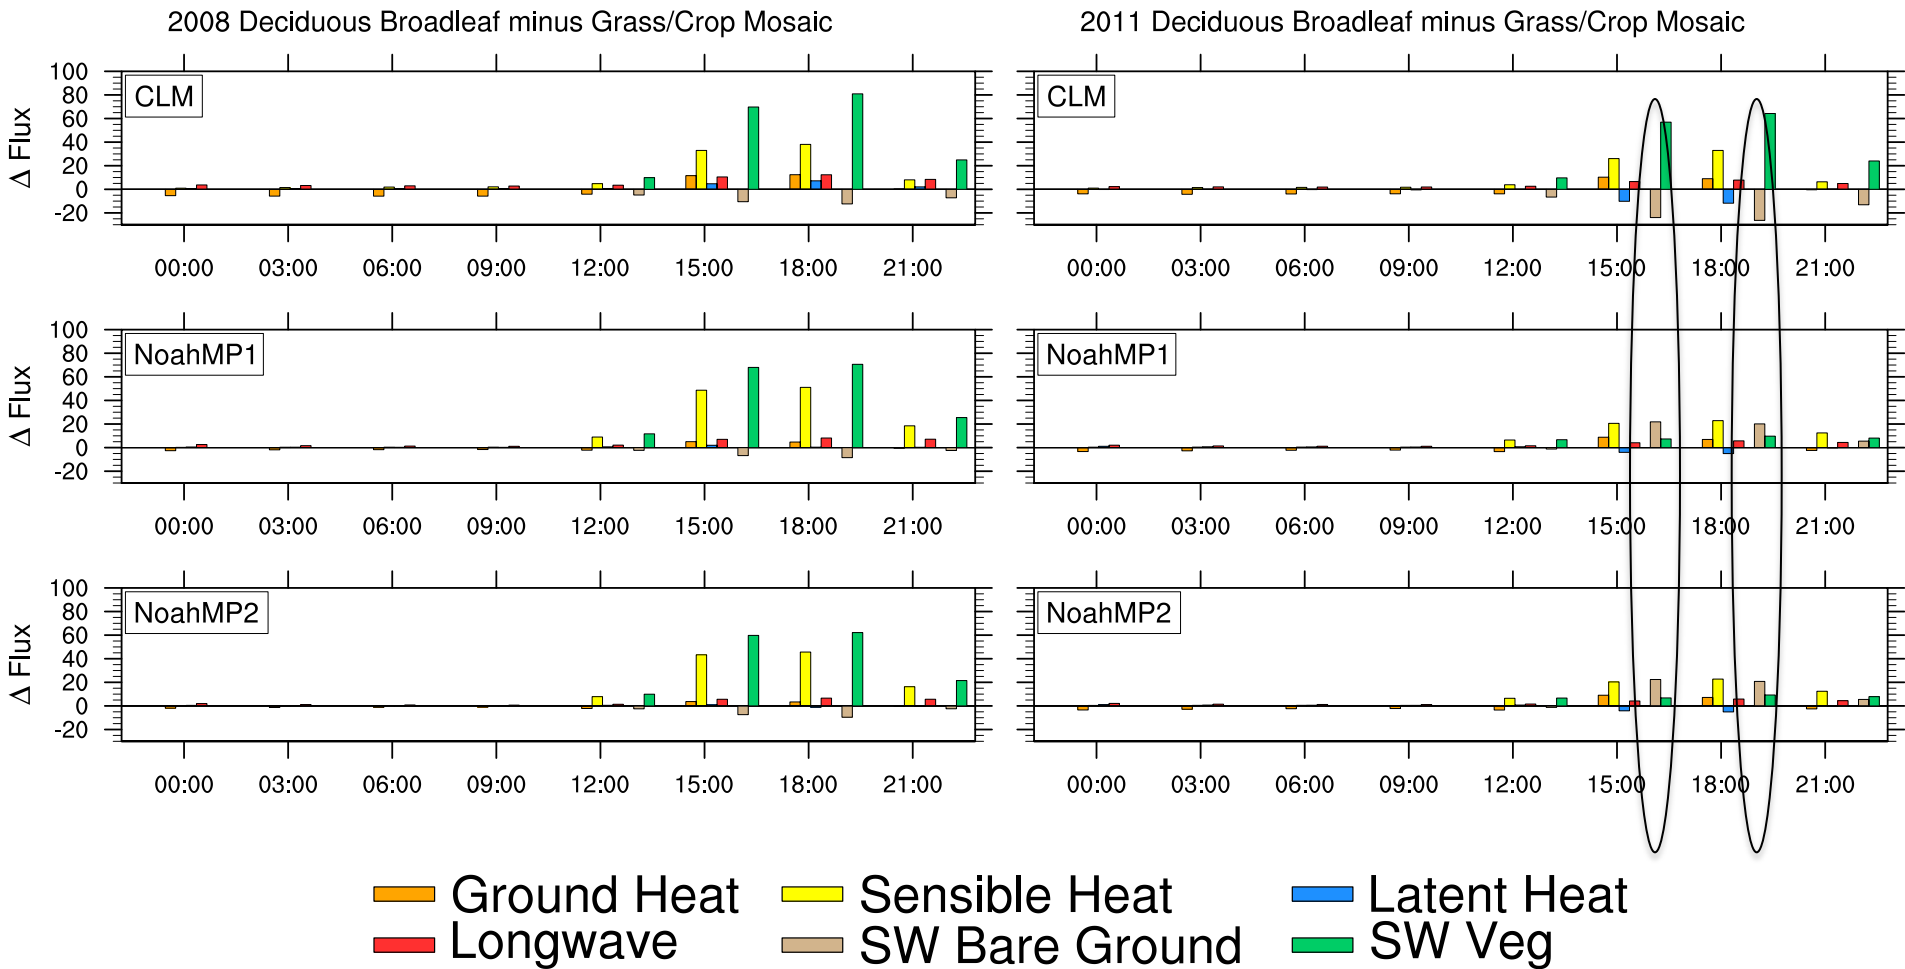 2008 Deciduous Broadleaf minus Grass/Crop Mosaic
2011 Deciduous Broadleaf minus Grass/Crop Mosaic
Δ Flux
100
80
60
40
20
0
-20
CLM
00:00 03:00 06:00 09:00 12:00 15:00 18:00 21:00
CLM
00:00 03:00 06:00 09:00 12:00 15:00 18:00 21:00
Δ Flux
100
80
60
40
20
0
-20
NoahMP1
00:00 03:00 06:00 09:00 12:00 15:00 18:00 21:00
NoahMP1
00:00 03:00 06:00 09:00 12:00 15:00 18:00 21:00
Δ Flux
100
80
60
40
20
0
-20
NoahMP2
00:00 03:00 06:00 09:00 12:00 15:00 18:00 21:00
NoahMP2
00:00 03:00 06:00 09:00 12:00 15:00 18:00 21:00
Ground Heat Sensible Heat Latent Heat
Longwave SW Bare Ground SW Veg